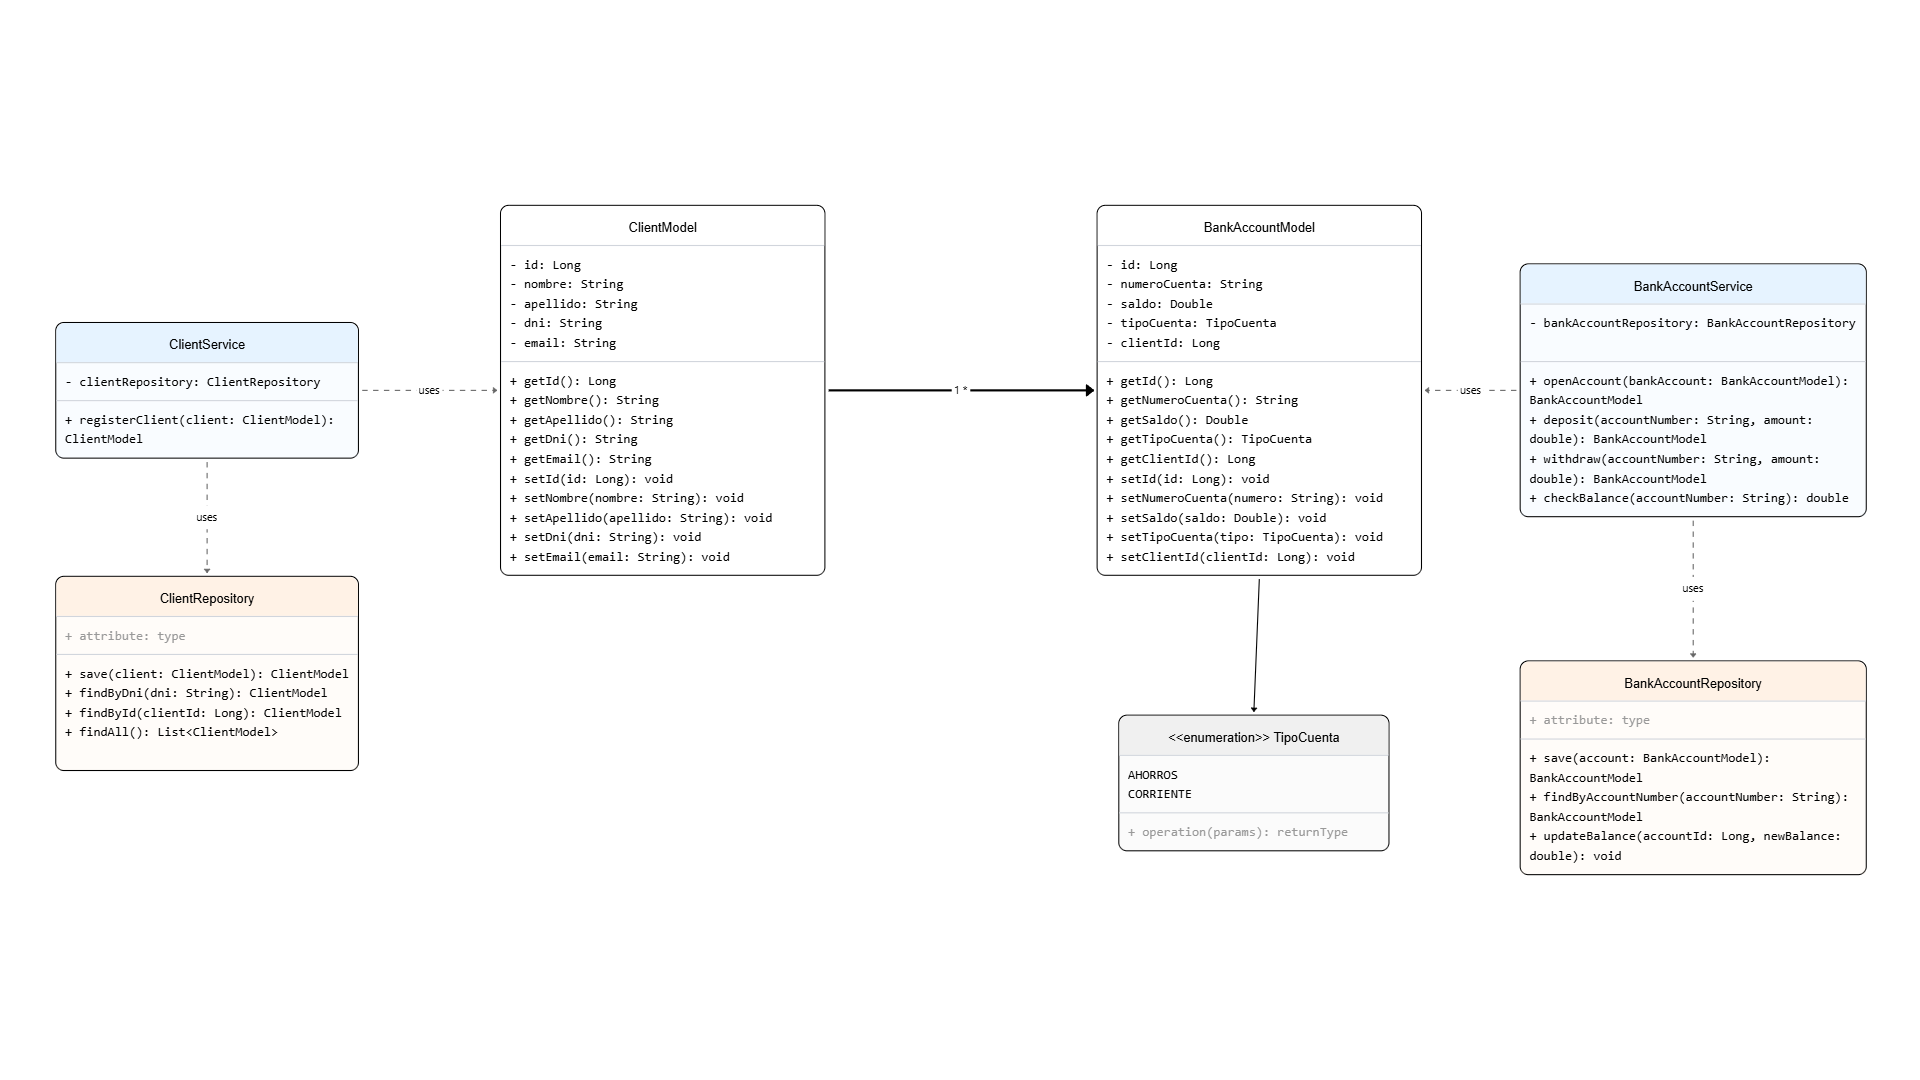 ClientService
- clientRepository: ClientRepository
+ registerClient(client: ClientModel):
ClientModel
uses
uses
ClientRepository
+ attribute: type
+ save(client: ClientModel): ClientModel
+ findByDni(dni: String): ClientModel
+ findById(clientId: Long): ClientModel
+ findAll(): List<ClientModel>
ClientModel
- id: Long
- nombre: String
- apellido: String
- dni: String
- email: String
+ getId(): Long
+ getNombre(): String
+ getApellido(): String
+ getDni(): String
+ getEmail(): String
+ setId(id: Long): void
+ setNombre(nombre: String): void
+ setApellido(apellido: String): void
+ setDni(dni: String): void
+ setEmail(email: String): void
1 *
BankAccountModel
- id: Long
- numeroCuenta: String
- saldo: Double
- tipoCuenta: TipoCuenta
- clientId: Long
+ getId(): Long
+ getNumeroCuenta(): String
+ getSaldo(): Double
+ getTipoCuenta(): TipoCuenta
+ getClientId(): Long
+ setId(id: Long): void
+ setNumeroCuenta(numero: String): void
+ setSaldo(saldo: Double): void
+ setTipoCuenta(tipo: TipoCuenta): void
+ setClientId(clientId: Long): void
<<enumeration>> TipoCuenta
AHORROS
CORRIENTE
+ operation(params): returnType
uses
BankAccountService
- bankAccountRepository: BankAccountRepository
+ openAccount(bankAccount: BankAccountModel):
BankAccountModel
+ deposit(accountNumber: String, amount:
double): BankAccountModel
+ withdraw(accountNumber: String, amount:
double): BankAccountModel
+ checkBalance(accountNumber: String): double
uses
BankAccountRepository
+ attribute: type
+ save(account: BankAccountModel):
BankAccountModel
+ findByAccountNumber(accountNumber: String):
BankAccountModel
+ updateBalance(accountId: Long, newBalance:
double): void